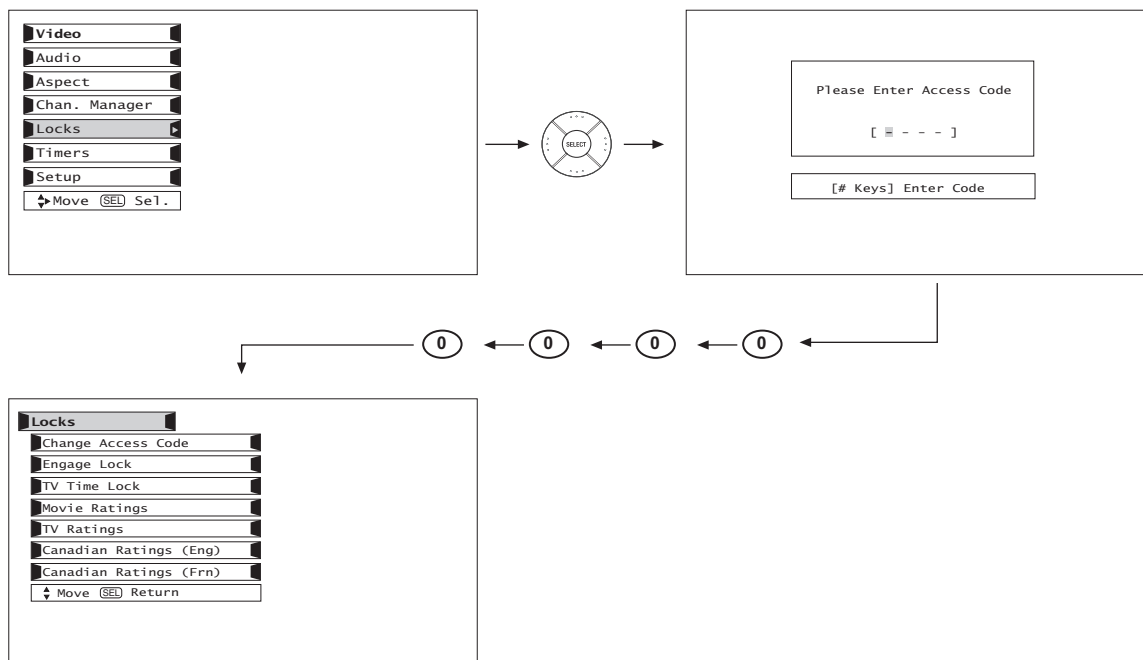 Video
Audio
Aspect
Chan. Manager
Locks
Timers
Setup
Move SEL Sel.
SELECT
Please Enter Access Code
[ - - - - ]
[# Keys] Enter Code
0 0 0 0
Locks
Change Access Code
Engage Lock
TV Time Lock
Movie Ratings
TV Ratings
Canadian Ratings (Eng)
Canadian Ratings (Frn)
Move SEL Return